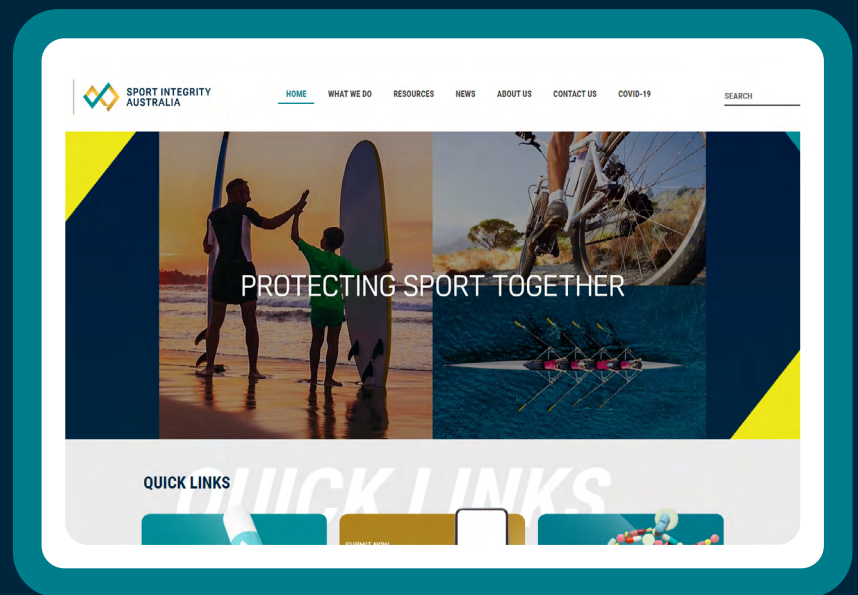 SPORT INTEGRITY
AUSTRALIA
HOME WHAT WE DO RESOURCES NEWS ABOUT US CONTACT US COVID-19
SEARCH
PROTECTING SPORT TOGETHER
QUICK LINKS
QUICK LINKS
SUBMIT NOW